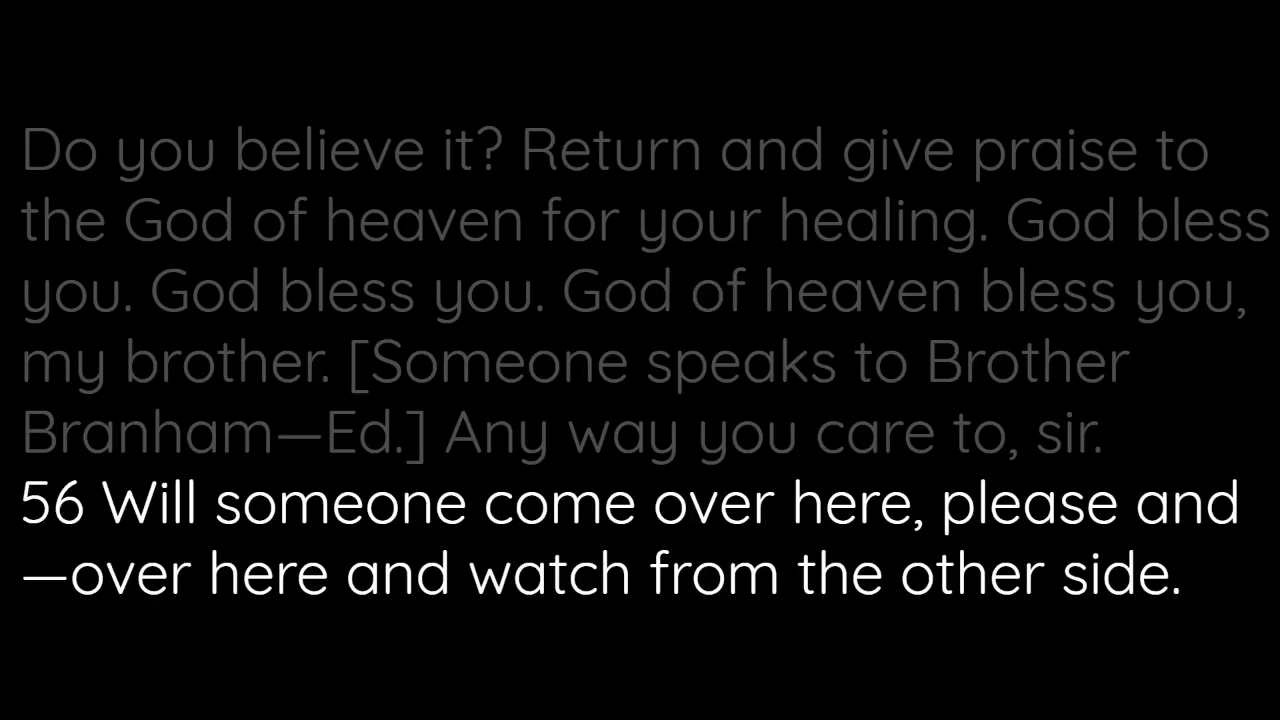 Do you believe it? Return and give praise to
the God of heaven for your healing. God bless
you. God bless you. God of heaven bless you,
my brother. [Someone speaks to Brother
Branham—Ed.] Any way you care to, sir.
56 Will someone come over here, please and
—over here and watch from the other side.